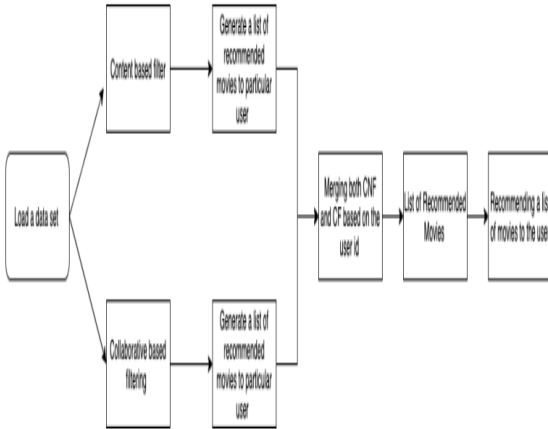 Content based filter
Generate a list of
recommended
movies to particular
user
Load a data set
Merging both CNF
and CF based on the
user id
List of Recommended
Movies
Recommending a lis
of movies to the use
Collaborative based
filtering
Generate a list of
recommended
movies to particular
user